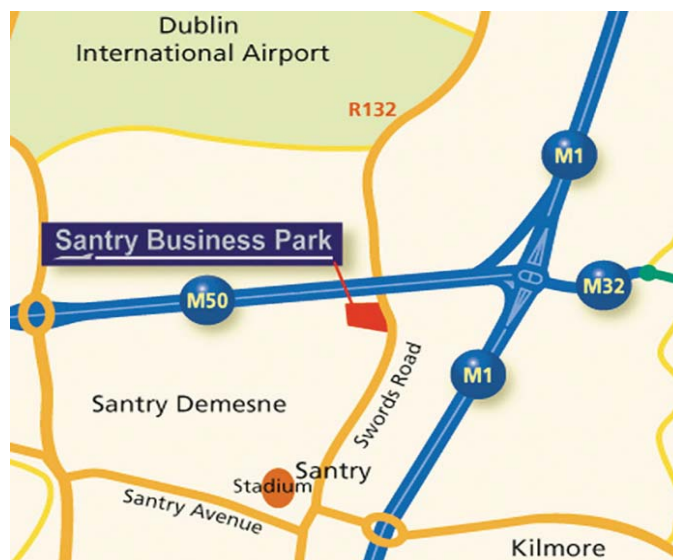 Dublin
International Airport
R132
M1
Santry Business Park
M50
M32
M1
Swords Road
Santry Demesne
Santry
Stadium
Santry Avenue
Kilmore